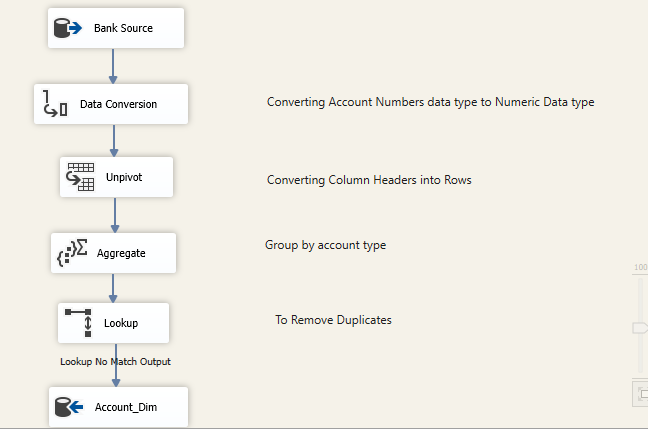 Bank Source
Data Conversion
Converting Account Numbers data type to Numeric Data type
Unpivot
Converting Column Headers into Rows
Aggregate
Group by account type
100
Lookup
To Remove Duplicates
Lookup No Match Output
Account_Dim